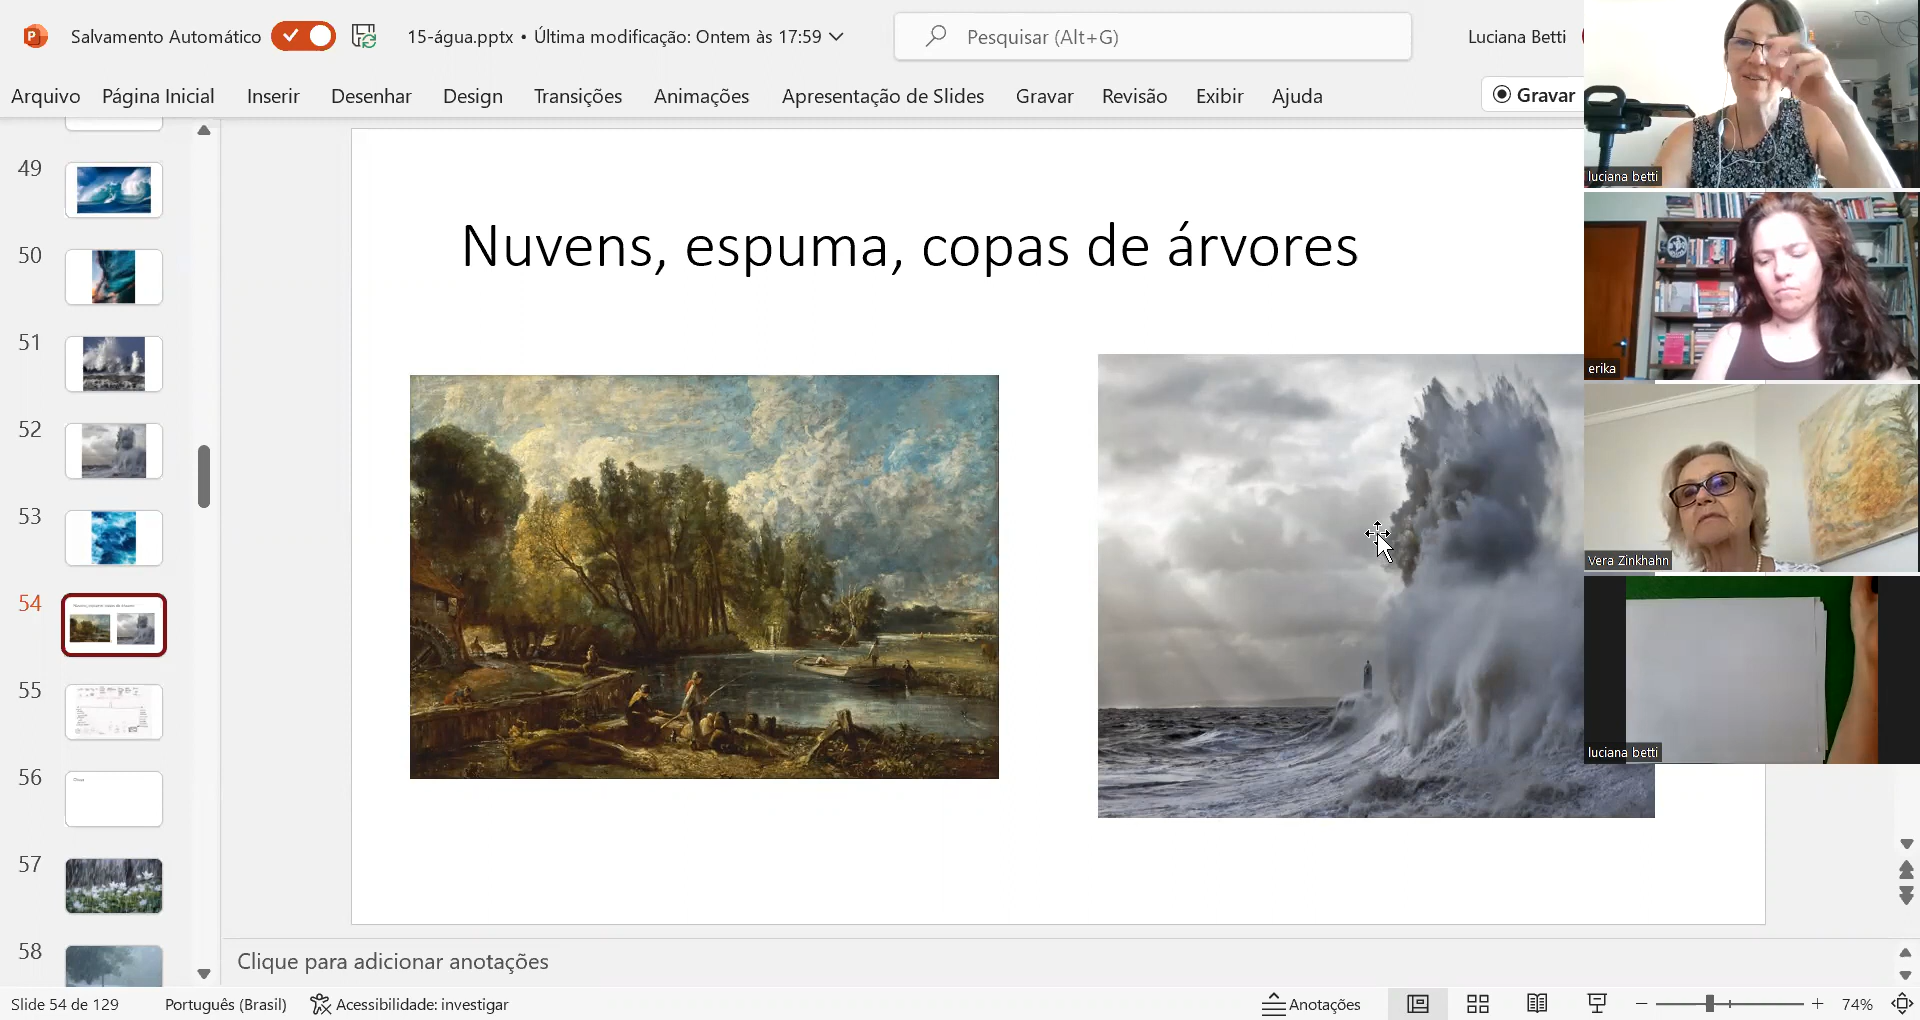 Salvamento Automático
15-água.pptx • Última modificação: Ontem às 17:59
Pesquisar (Alt+G)
Luciana Betti
Arquivo Página Inicial Inserir Desenhar Design Transições Animações Apresentação de Slides Gravar Revisão Exibir Ajuda
Gravar
luciana betti
49
50
51
52
53
54
55
56
57
58
Nuvens, espuma, copas de árvores
erika
Vera Zinkhahn
luciana betti
Clique para adicionar anotações
Slide 54 de 129 Português (Brasil) Acessibilidade: investigar Anotações 74%